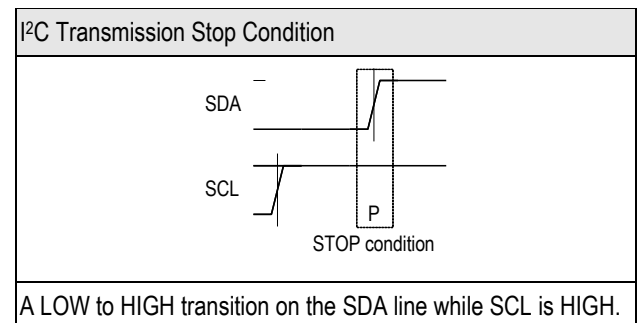 I²C Transmission Stop Condition
SDA
SCL
P
STOP condition
A LOW to HIGH transition on the SDA line while SCL is HIGH.